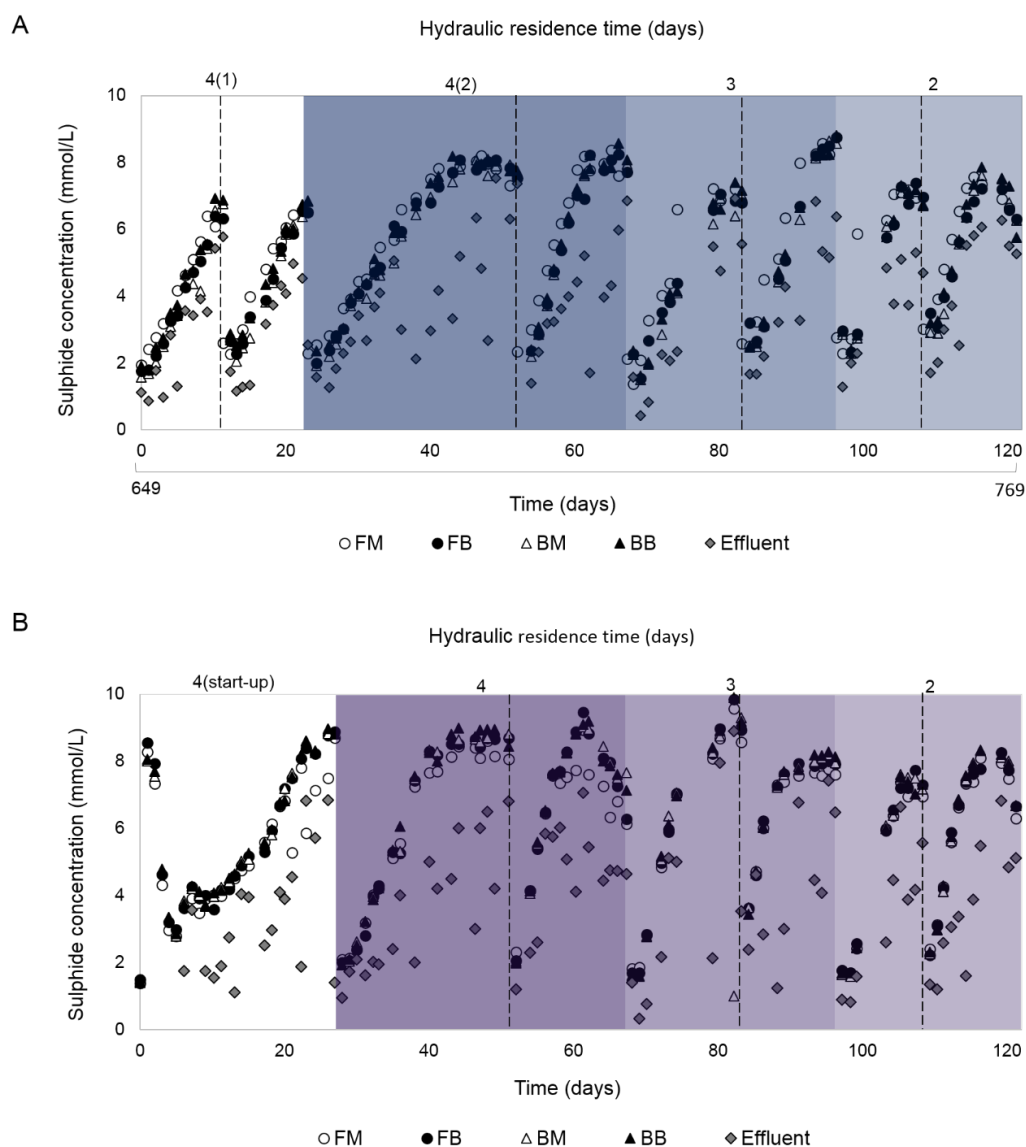 A
Hydraulic residence time (days)
4(1) 4(2) 3 2
10
8
6
4
2
0
Sulphide concentration (mmol/L)
0 20 40 60 80 100 120
649 769
Time (days)
FM FB BM BB Effluent
B
Hydraulic residence time (days)
4(start-up) 4 3 2
10
8
6
4
2
0
Sulphide concentration (mmol/L)
0 20 40 60 80 100 120
Time (days)
FM FB BM BB Effluent